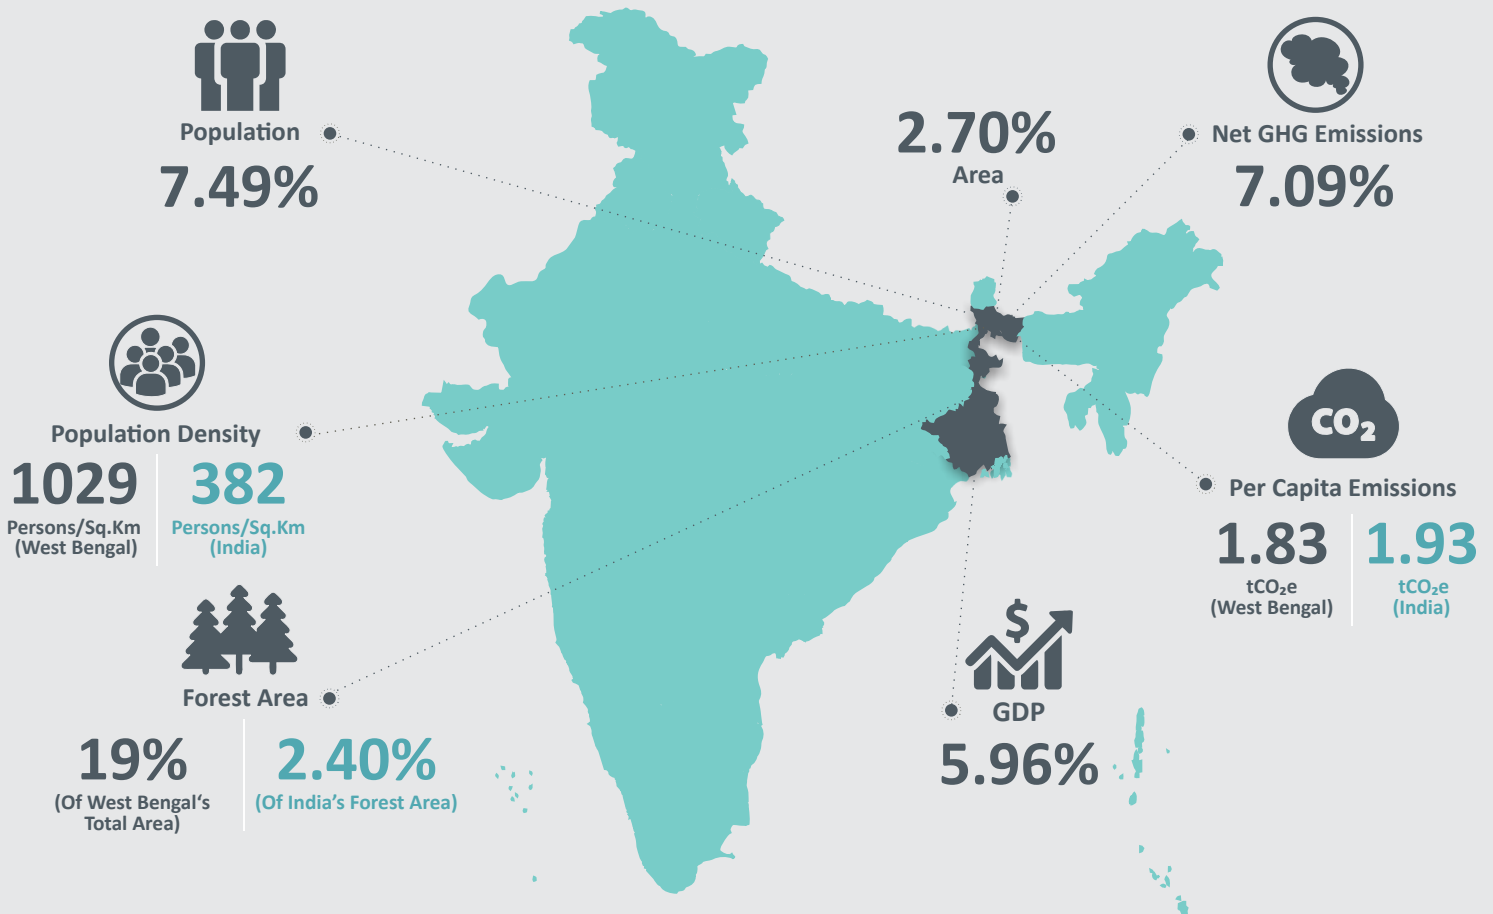 Population
7.49%
2.70%
Area
Net GHG Emissions
7.09%
Population Density
1029
Persons/Sq.Km
(West Bengal)
382
Persons/Sq.Km
(India)
CO₂
Per Capita Emissions
1.83
tCO₂e
(West Bengal)
1.93
tCO₂e
(India)
Forest Area
19%
(Of West Bengal‘s
Total Area)
2.40%
(Of India’s Forest Area)
$
GDP
5.96%